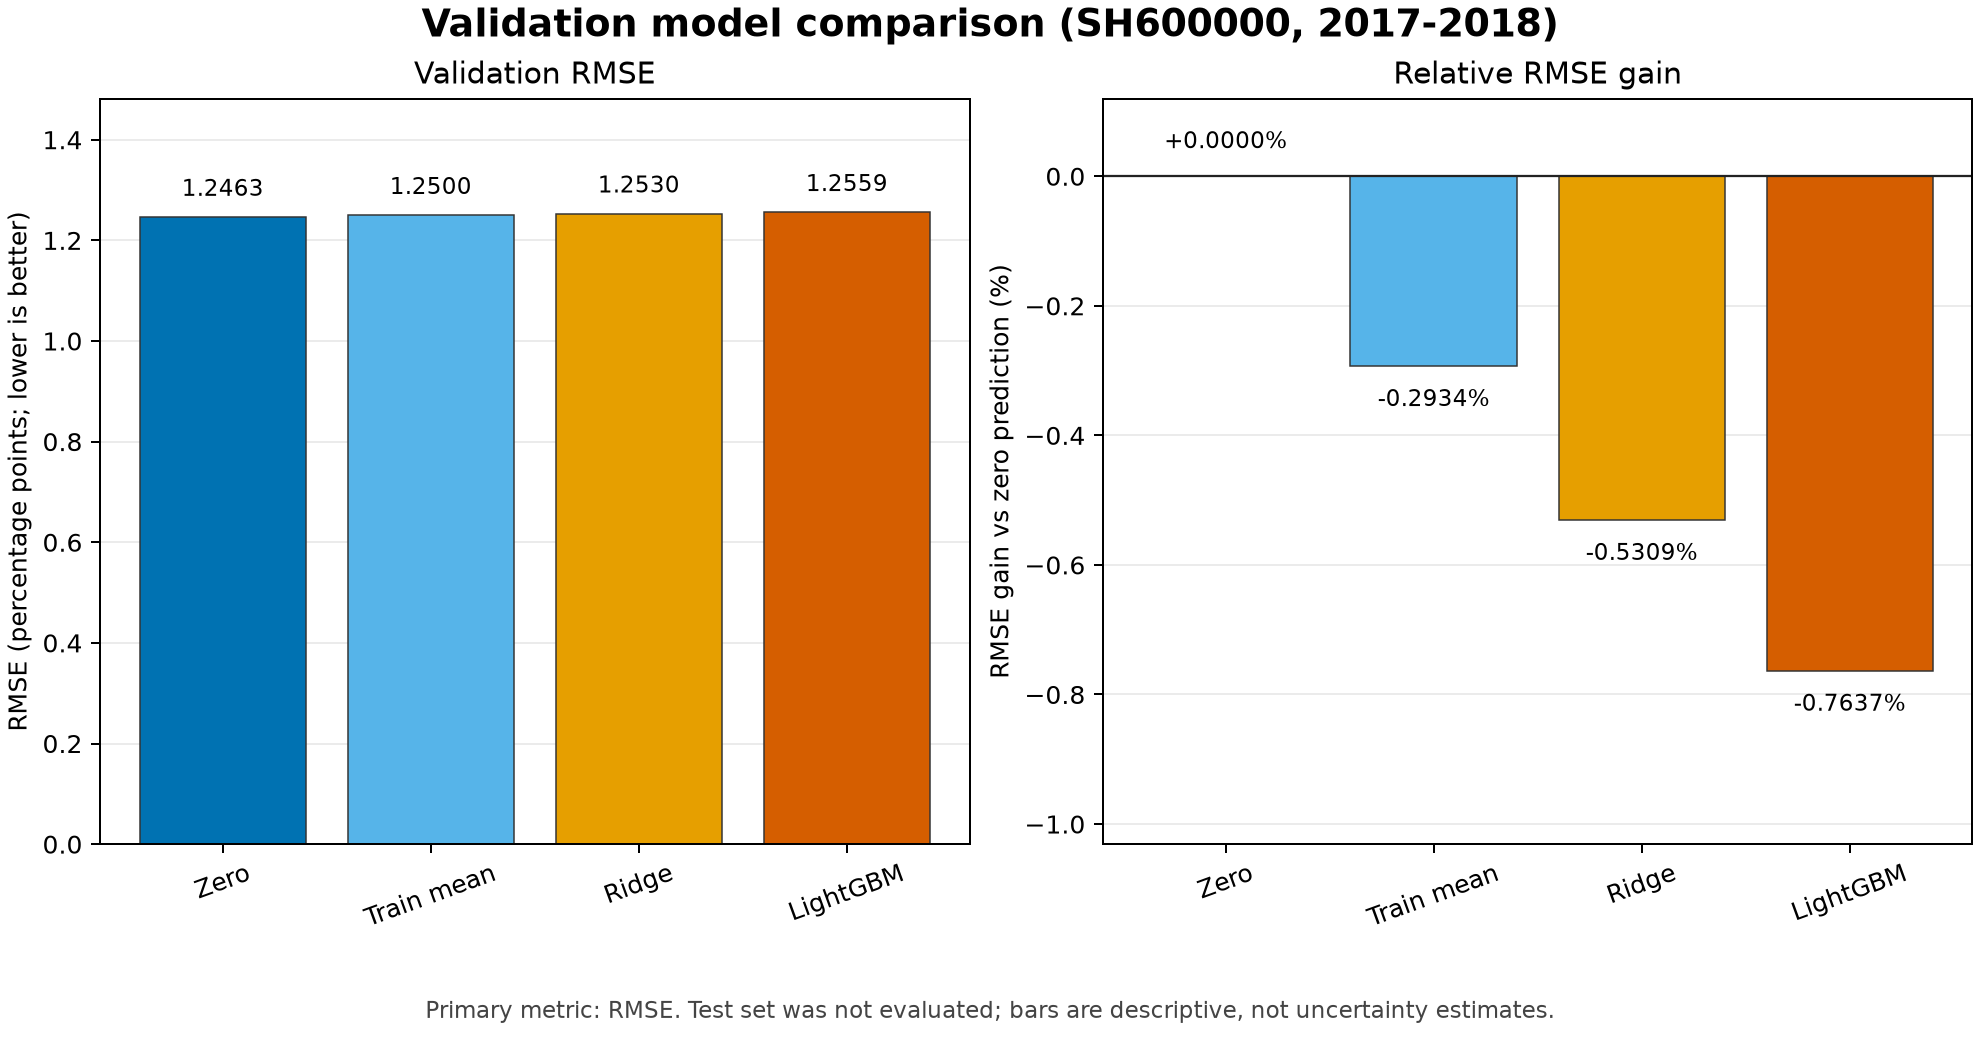 Validation model comparison (SH600000, 2017-2018)
Validation RMSE
RMSE (percentage points; lower is better)
1.4
1.2
1.0
0.8
0.6
0.4
0.2
0.0
1.2463
1.2500
1.2530
1.2559
Zero
Train mean
Ridge
LightGBM
Relative RMSE gain
RMSE gain vs zero prediction (%)
0.0
−0.2
−0.4
−0.6
−0.8
−1.0
+0.0000%
-0.2934%
-0.5309%
-0.7637%
Zero
Train mean
Ridge
LightGBM
Primary metric: RMSE. Test set was not evaluated; bars are descriptive, not uncertainty estimates.